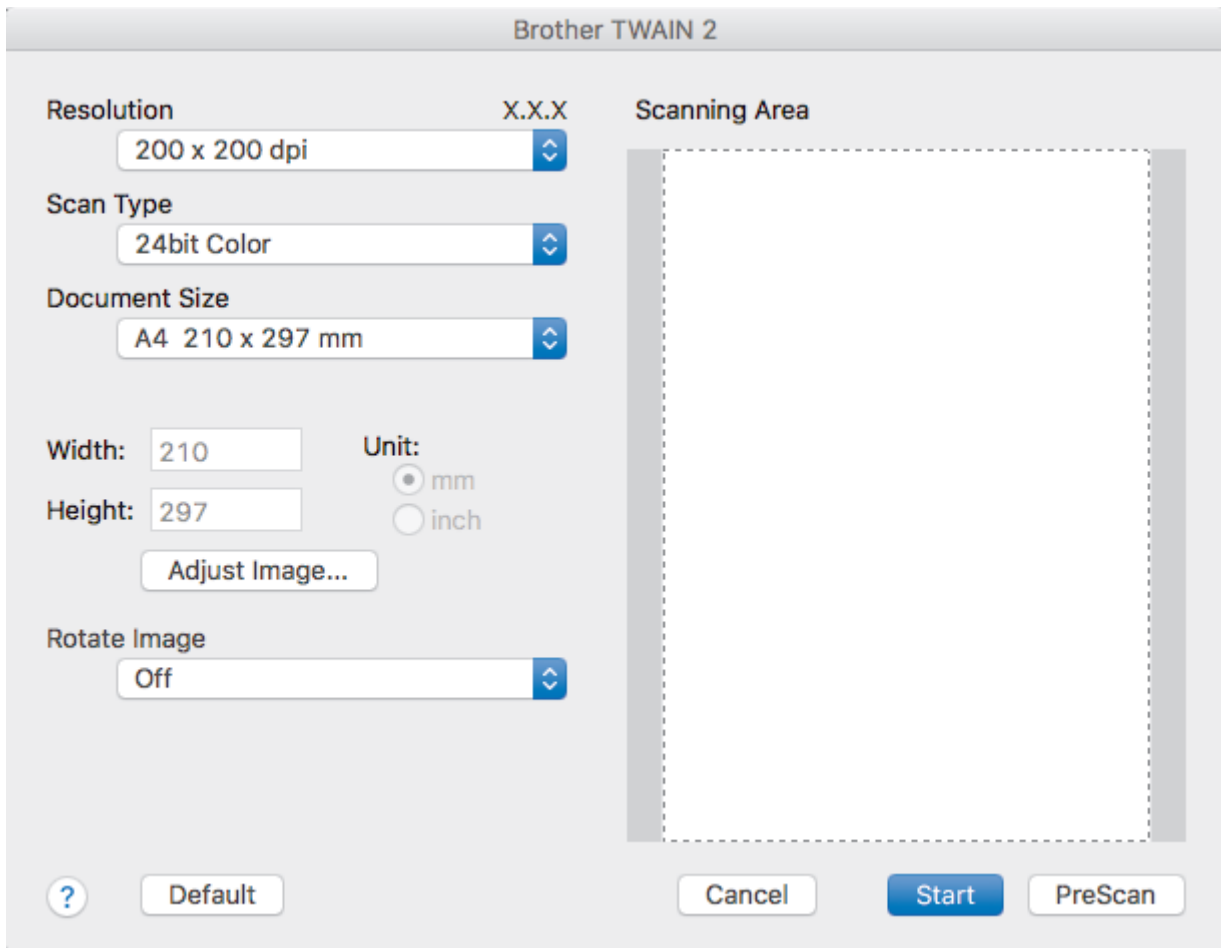 Brother TWAIN 2
Resolution X.X.X
200 x 200 dpi
Scan Type
24bit Color
Document Size
A4 210 x 297 mm
Width: 210
Height: 297
Unit:
mm
inch
Adjust Image...
Rotate Image
Off
Scanning Area
? Default Cancel Start PreScan